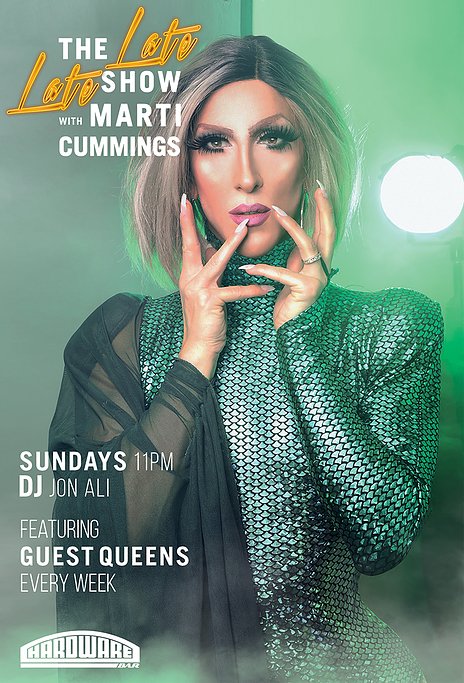 THE Late
Late SHOW
WITH MARTI
CUMMINGS
SUNDAYS 11PM
DJ JON ALI
FEATURING
GUEST QUEENS
EVERY WEEK
HARDWARE
BAR